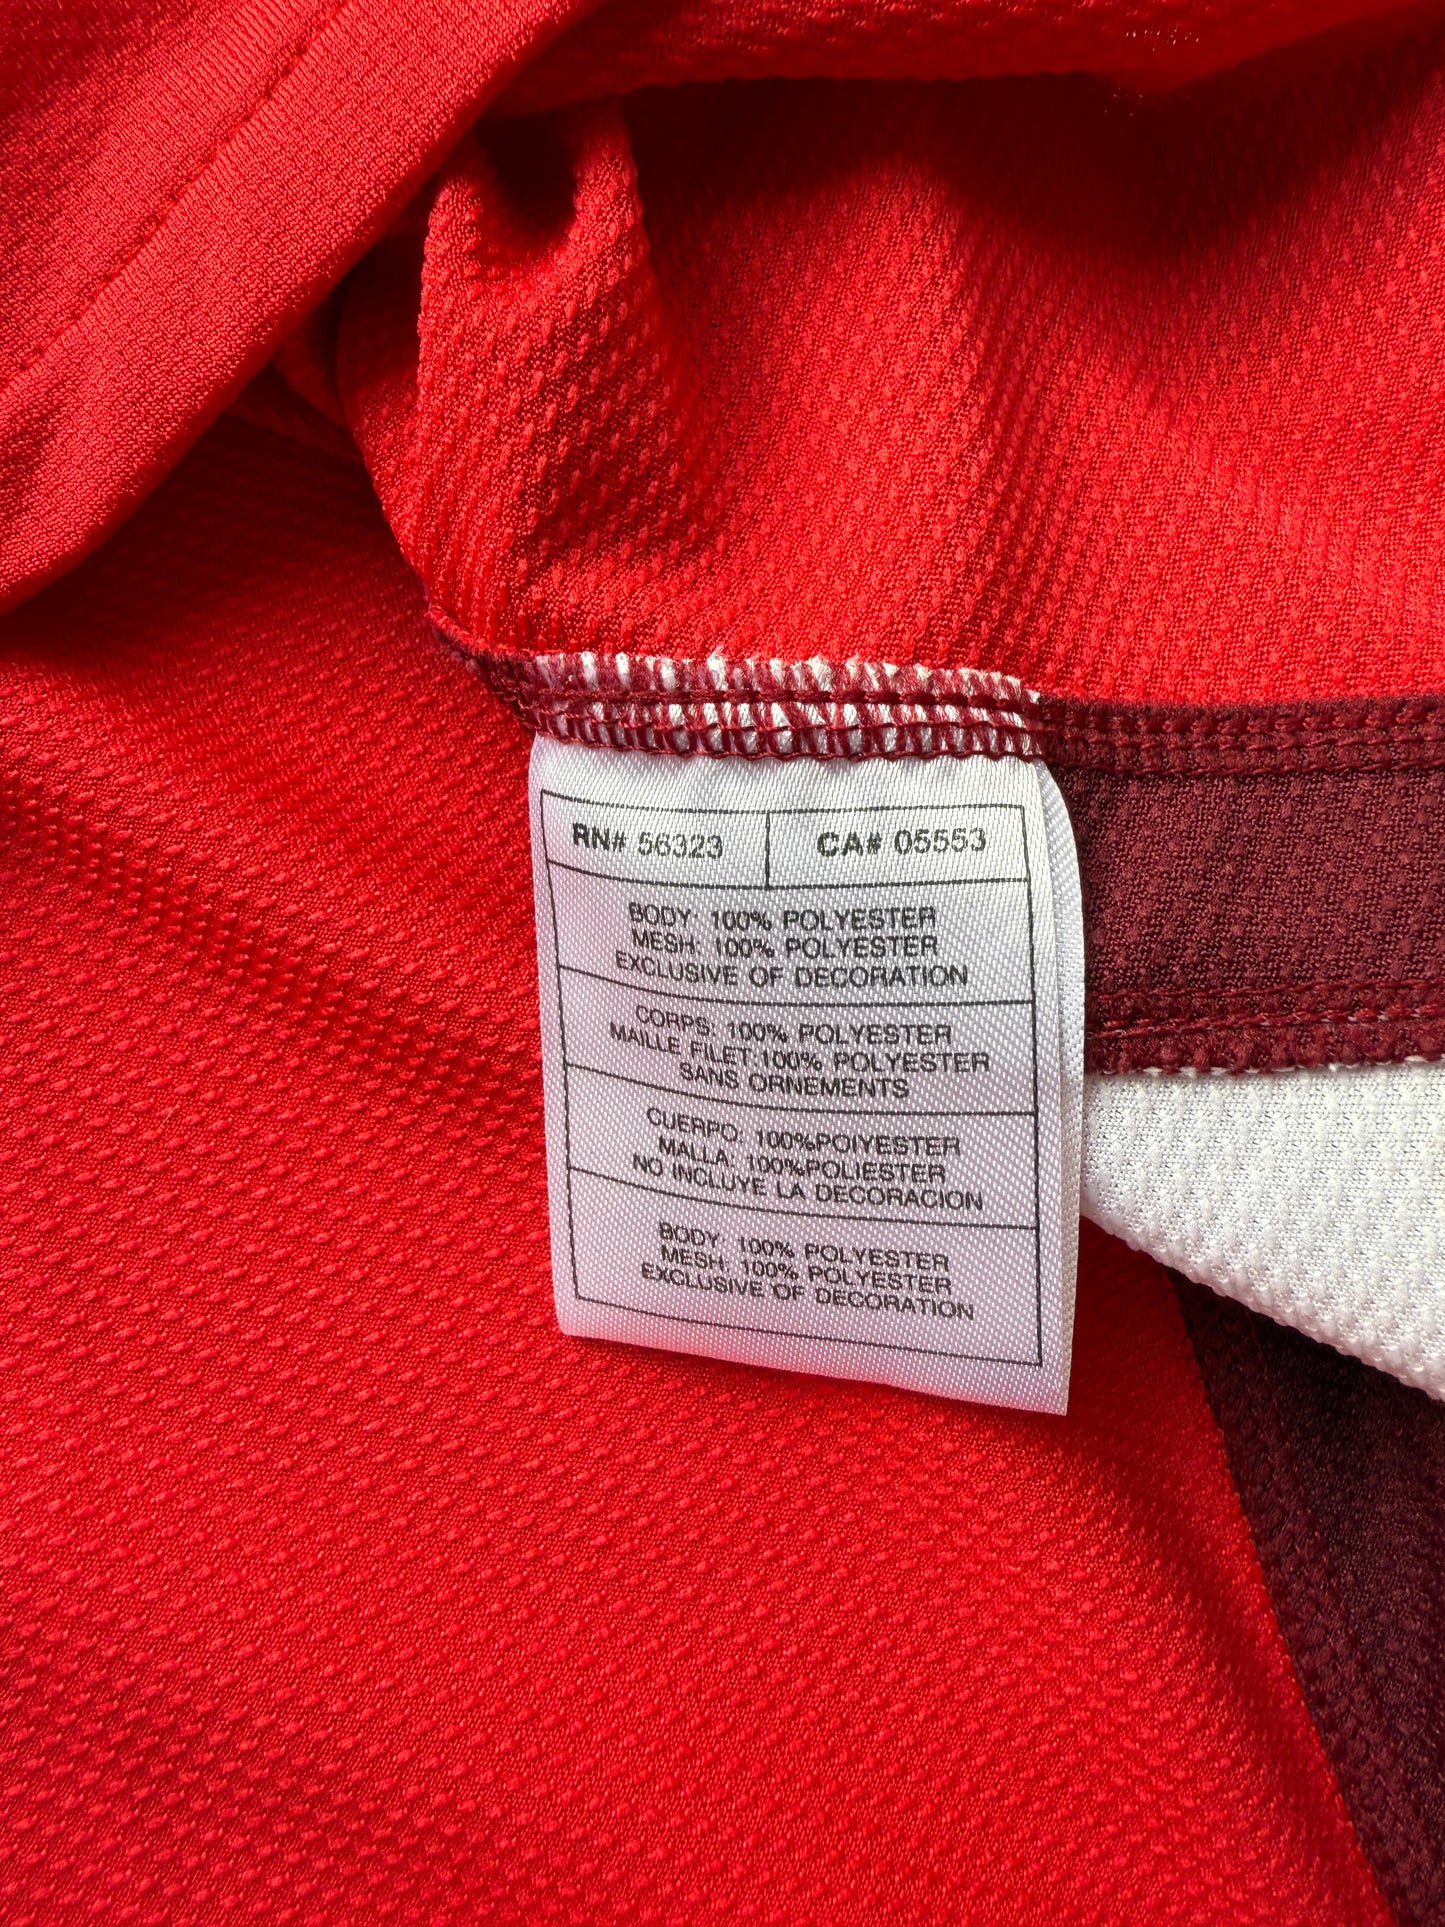 RN# 56323 CA# 05553
BODY: 100% POLYESTER
MESH: 100% POLYESTER
EXCLUSIVE OF DECORATION
CORPS: 100% POLYESTER
MAILLE FILET:100% POLYESTER
SANS ORNEMENTS
CUERPO: 100%POIYESTER
MALLA: 100%POLIESTER
NO INCLUYE LA DECORACION
BODY: 100% POLYESTER
MESH: 100% POLYESTER
EXCLUSIVE OF DECORATION